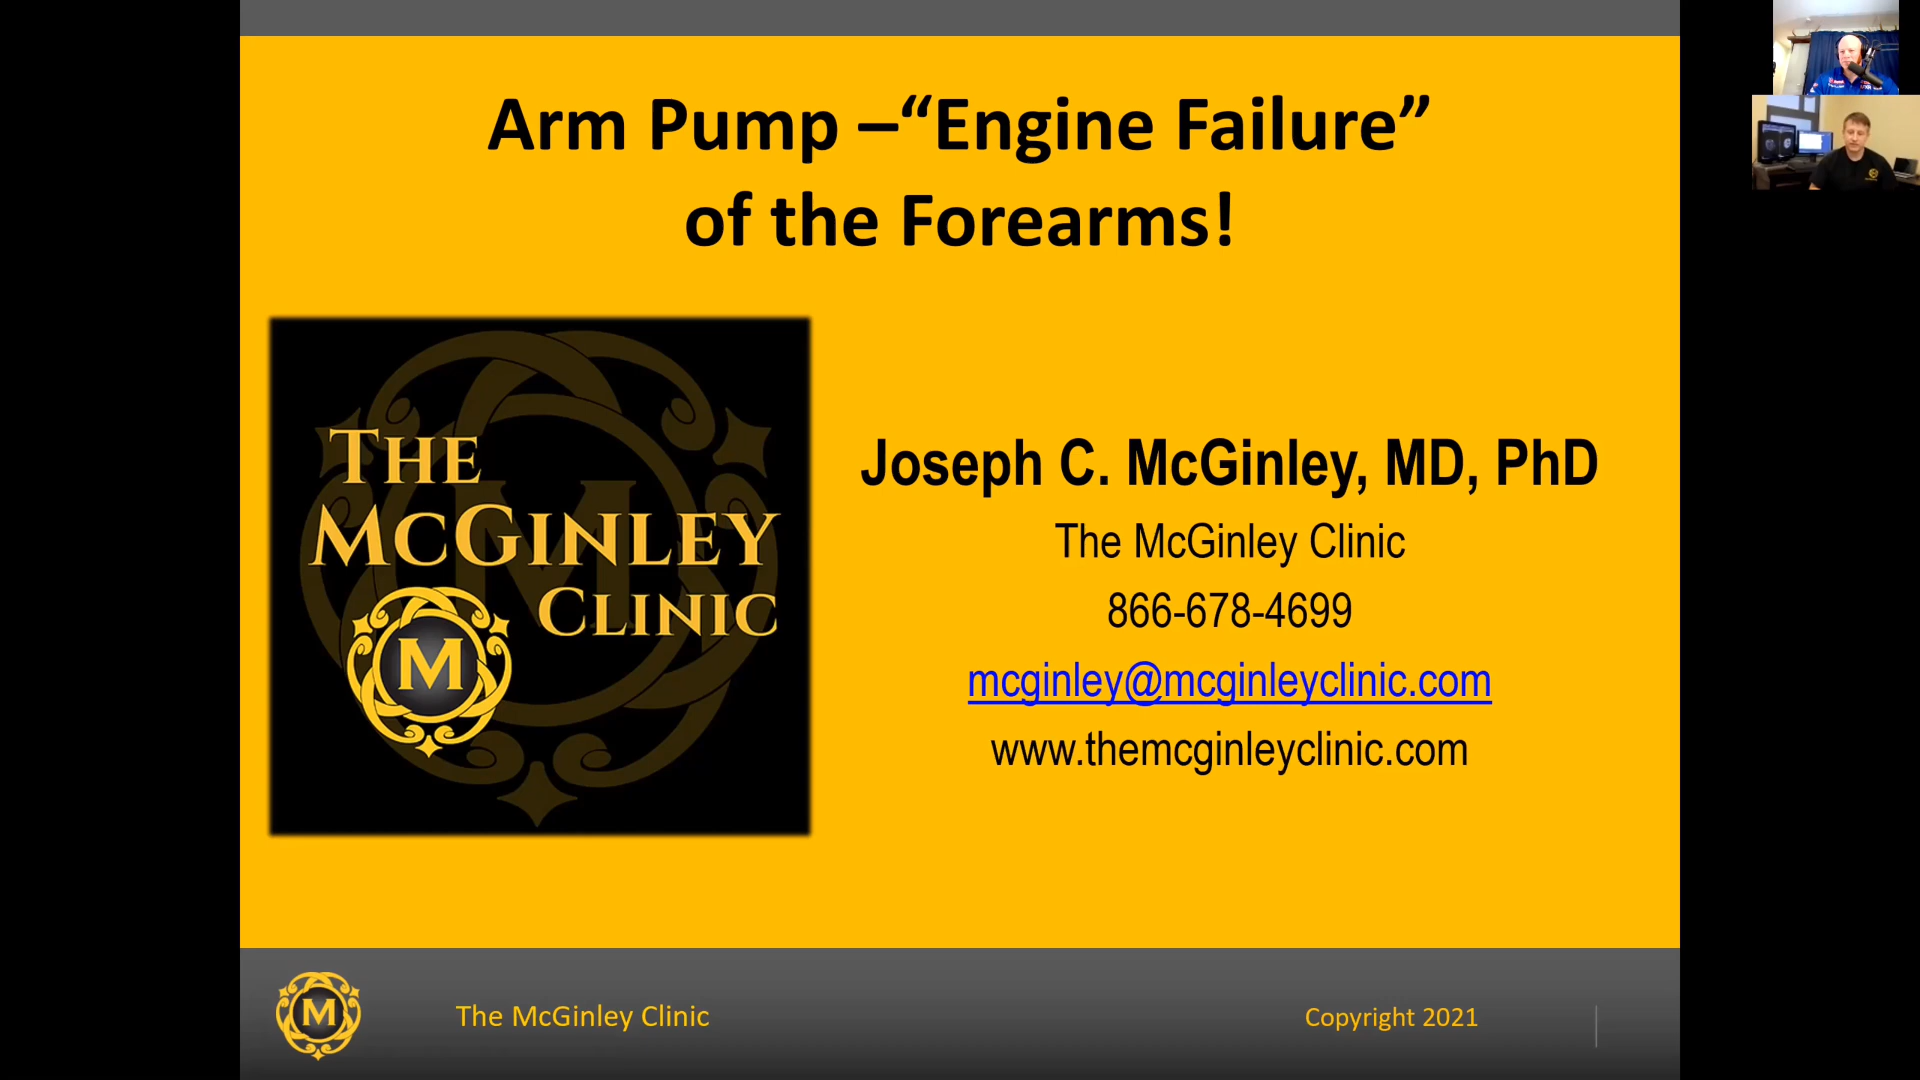 Arm Pump –“Engine Failure”
of the Forearms!
THE
MCGINLEY
CLINIC
M
Joseph C. McGinley, MD, PhD
The McGinley Clinic
866-678-4699
mcginley@mcginleyclinic.com
www.themcginleyclinic.com
M
The McGinley Clinic
Copyright 2021